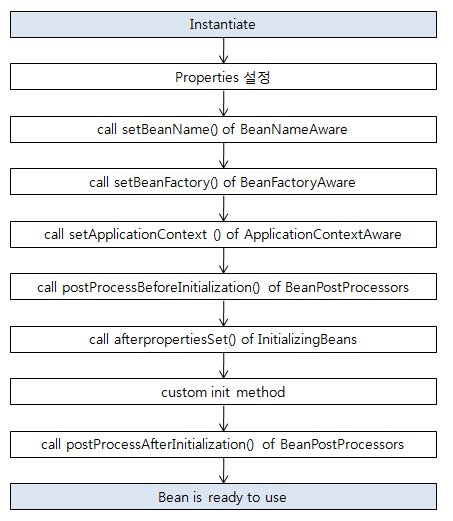 Instantiate
Properties 설정
call setBeanName() of BeanNameAware
call setBeanFactory() of BeanFactoryAware
call setApplicationContext () of ApplicationContextAware
call postProcessBeforeInitialization() of BeanPostProcessors
call afterpropertiesSet() of InitializingBeans
custom init method
call postProcessAfterInitialization() of BeanPostProcessors
Bean is ready to use